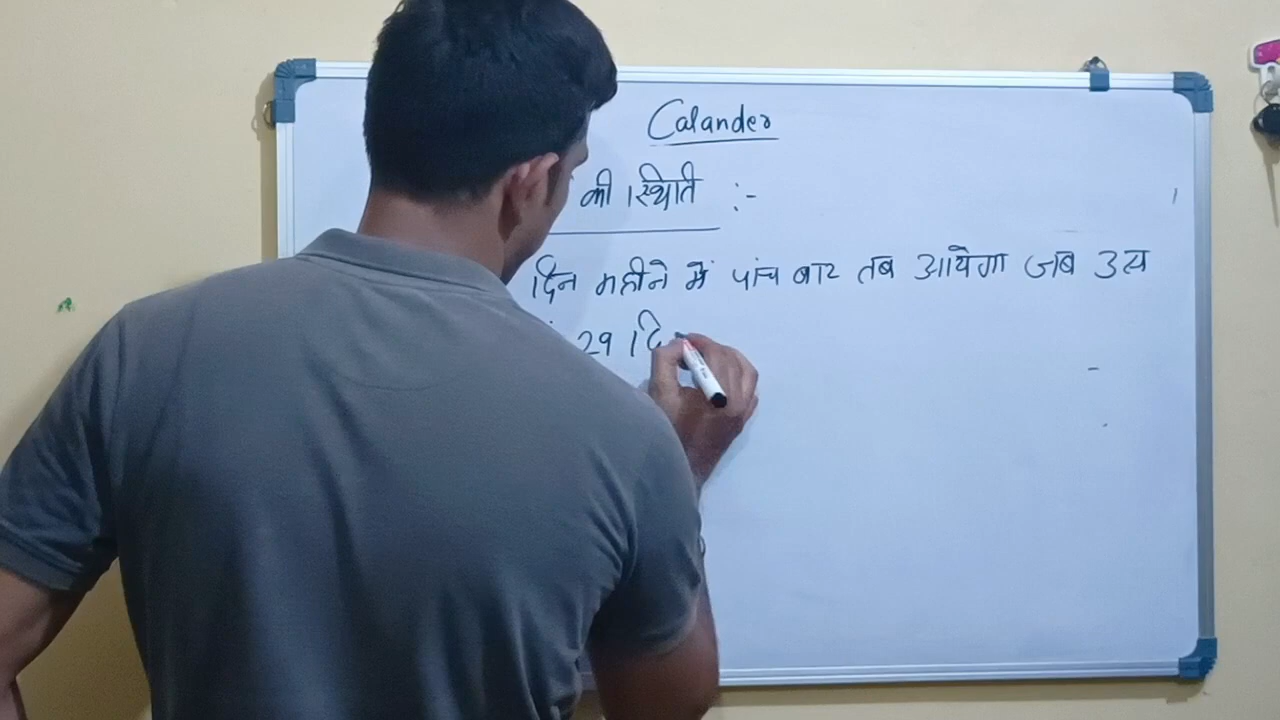 Calander
की स्थिति :-
दिन महीने में पांच बार तब आयेगा जब उस
29 दि